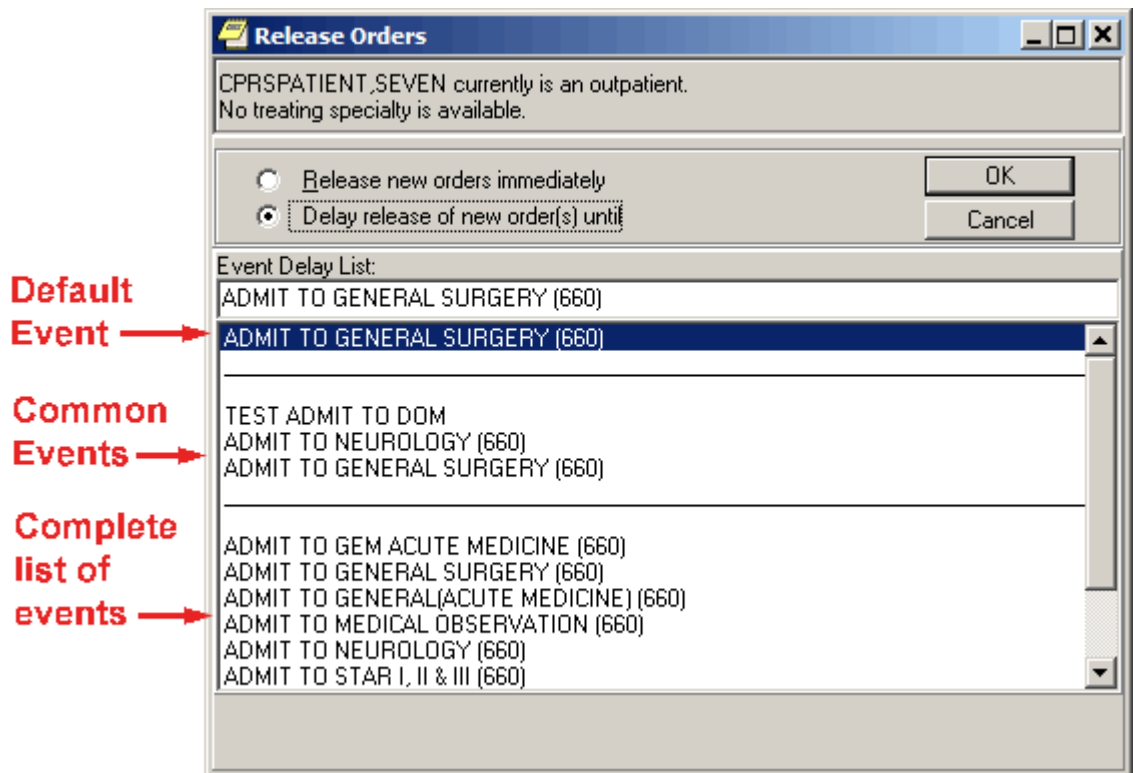 Release Orders
CPRSPATIENT,SEVEN currently is an outpatient.
No treating specialty is available.
Release new orders immediately
OK
Delay release of new order(s) until
Cancel
Event Delay List:
Default
Event
ADMIT TO GENERAL SURGERY (660)
ADMIT TO GENERAL SURGERY (660)
Common
Events
TEST ADMIT TO DOM
ADMIT TO NEUROLOGY (660)
ADMIT TO GENERAL SURGERY (660)
Complete
list of
events
ADMIT TO GEM ACUTE MEDICINE (660)
ADMIT TO GENERAL SURGERY (660)
ADMIT TO GENERAL(ACUTE MEDICINE) (660)
ADMIT TO MEDICAL OBSERVATION (660)
ADMIT TO NEUROLOGY (660)
ADMIT TO STAR I, II & III (660)